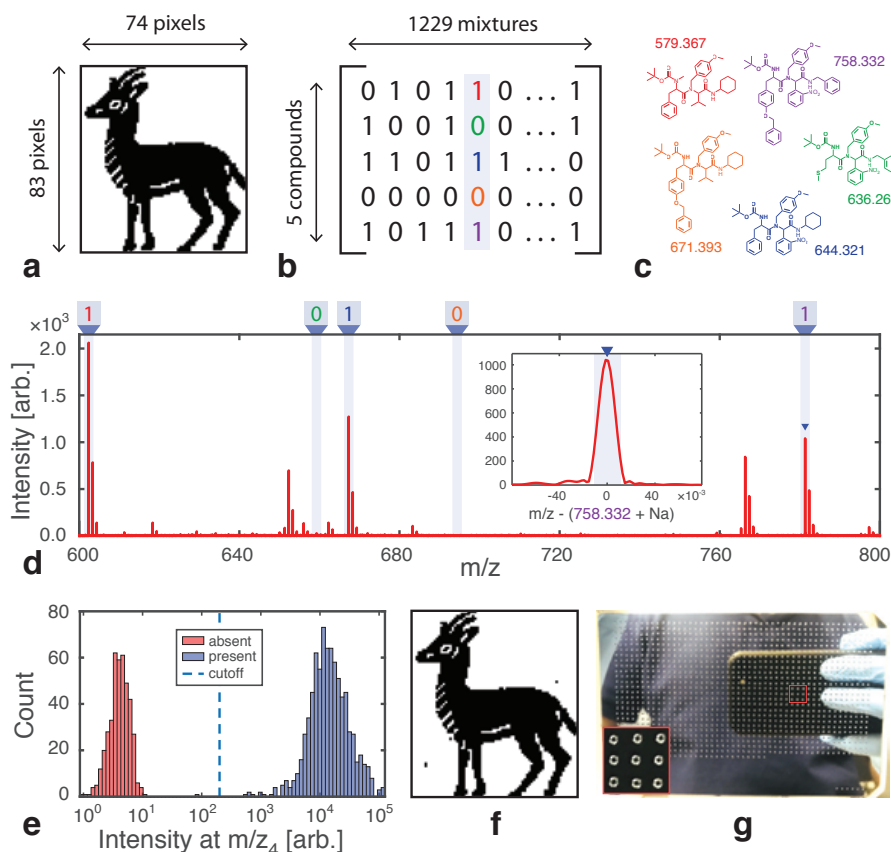 74 pixels
83 pixels
a
1229 mixtures
5 compounds
0 1 0 1 1 0 ... 1
1 0 0 1 0 0 ... 1
1 1 0 1 1 1 ... 0
0 0 0 0 0 0 ... 0
1 0 1 1 1 0 ... 1
b
579.367
758.332
636.26
671.393
644.321
c
1 0 1 0 1
×10³
Intensity [arb.]
2.0
1.5
1.0
0.5
0.0
600 640 680 720 760 800
m/z
1000
800
600
400
200
0
-40 0 40 ×10⁻³
m/z - (758.332 + Na)
d
80
60
40
20
0
Count
absent
present
cutoff
10⁰ 10¹ 10² 10³ 10⁴ 10⁵
Intensity at m/z₄ [arb.]
e
f
g